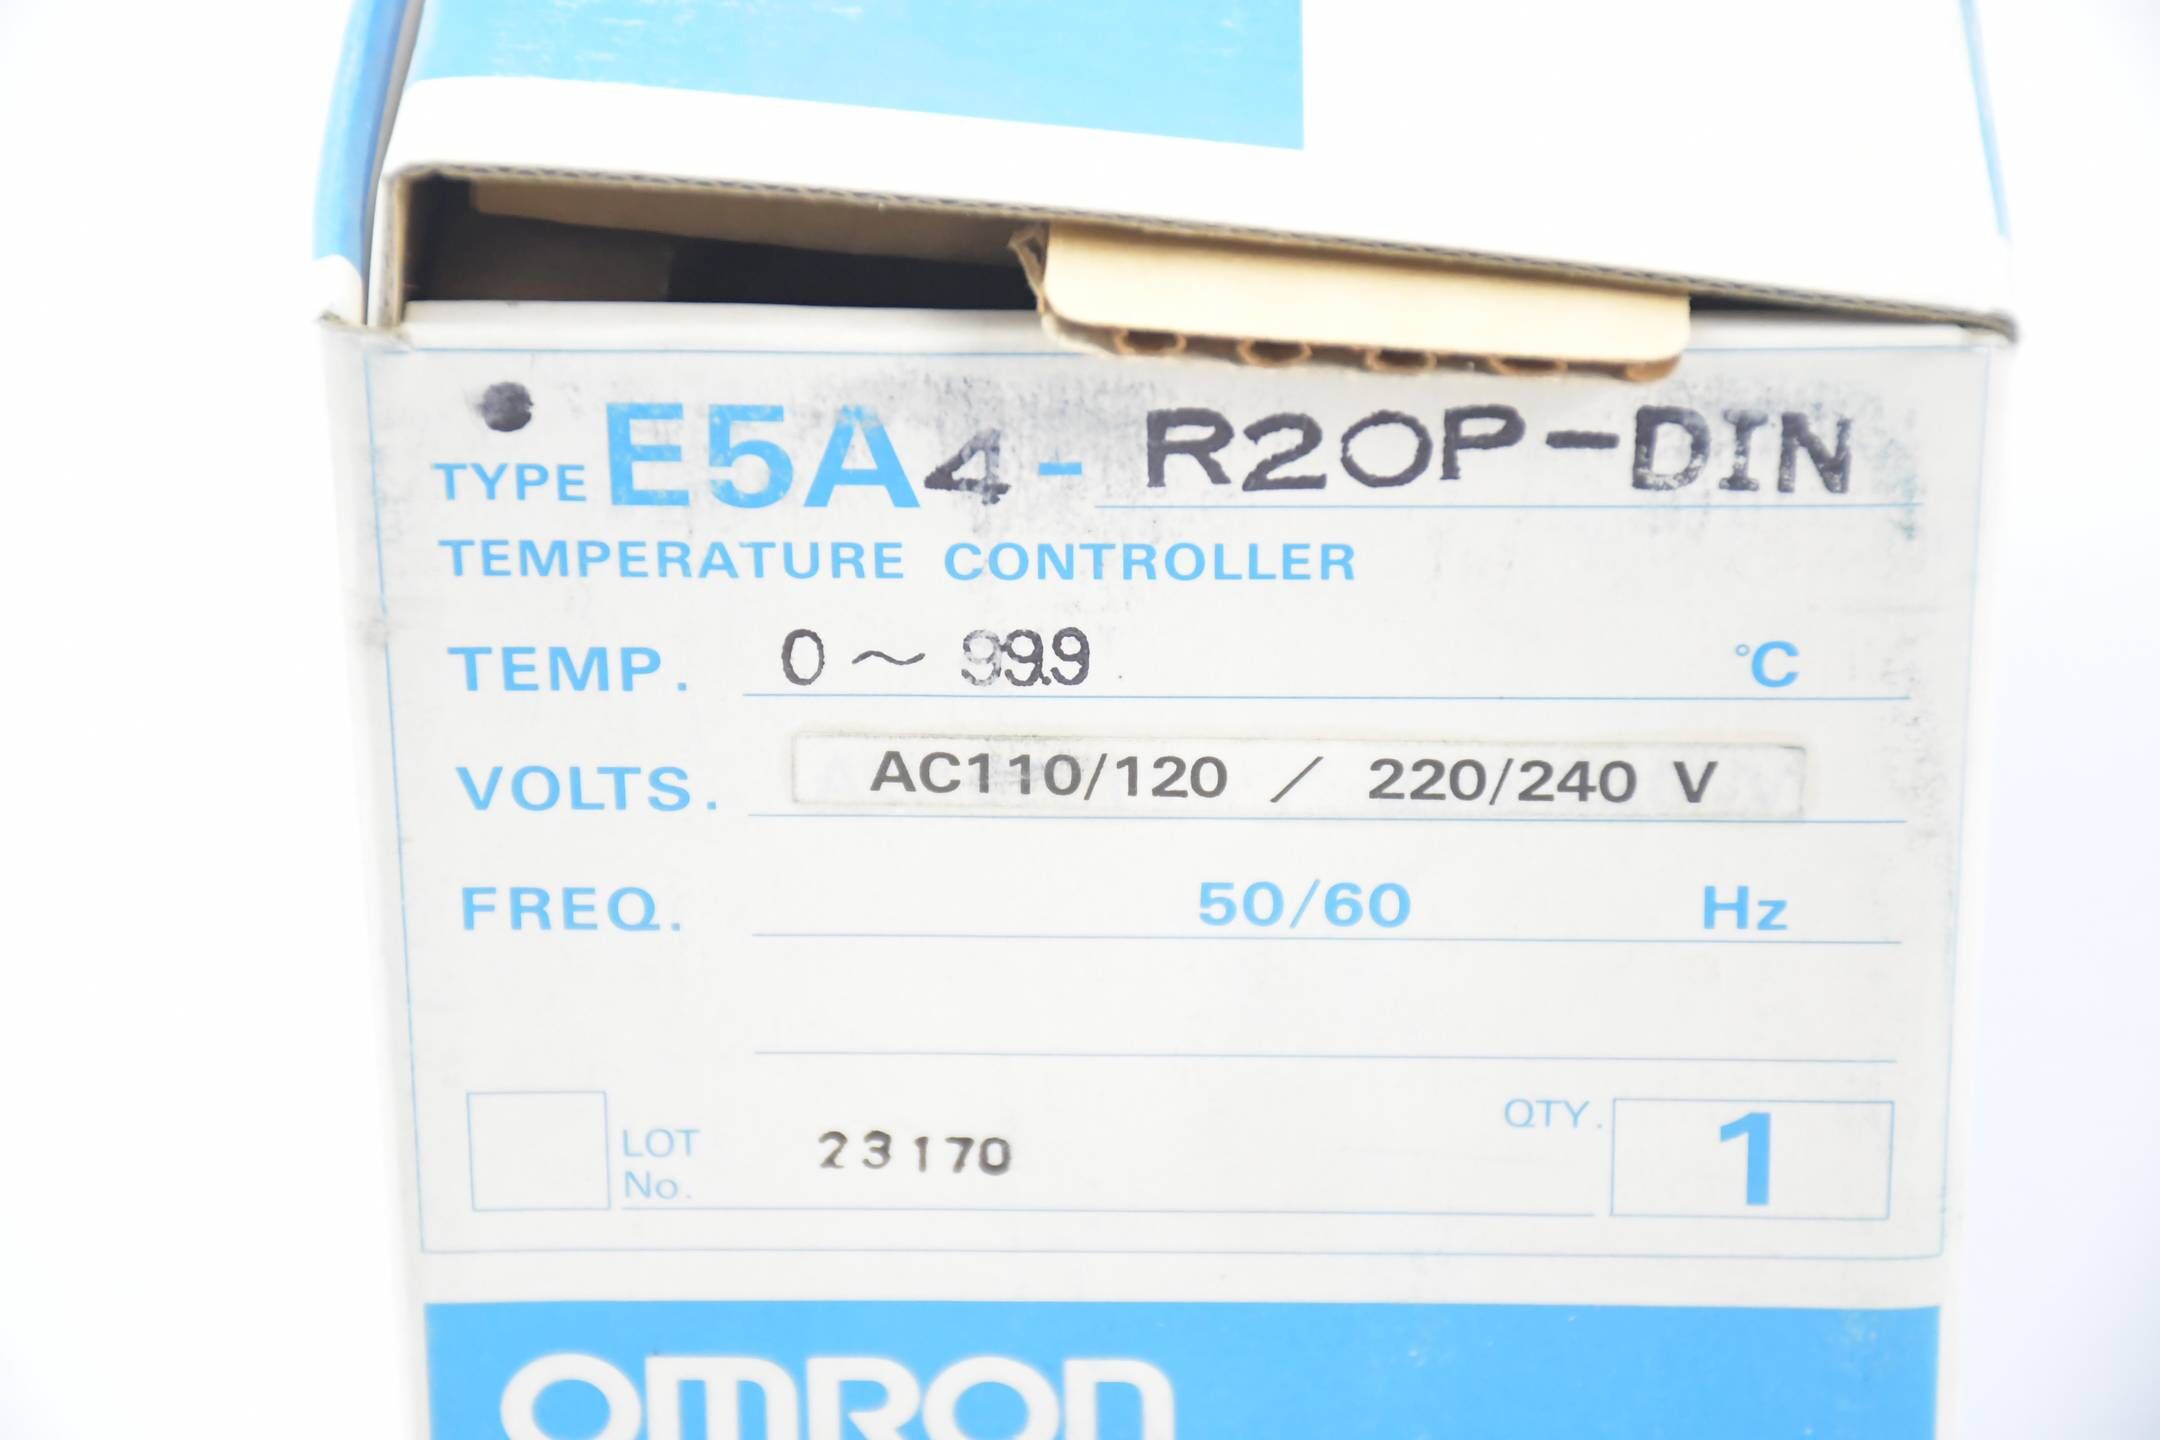 TYPE E5A4-R20P-DIN
TEMPERATURE CONTROLLER
TEMP. 0~99.9 °C
VOLTS. AC110/120 / 220/240 V
FREQ. 50/60 Hz
LOT No. 23170 QTY. 1
OMRON